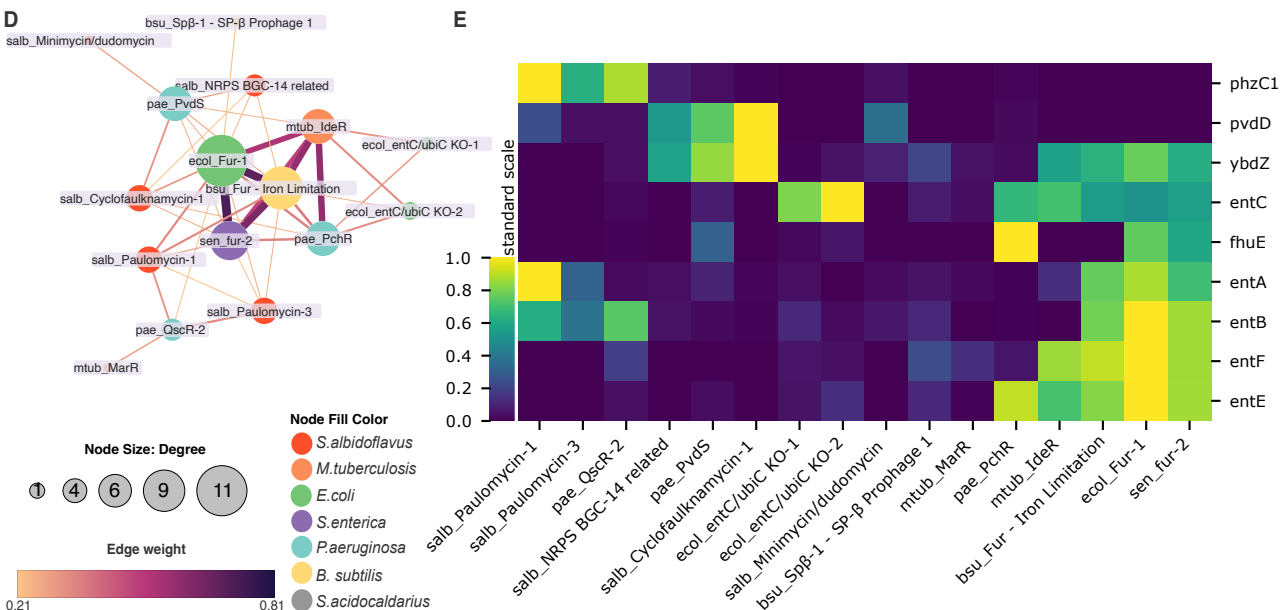 D
bsu_Spβ-1 - SP-β Prophage 1
salb_Minimycin/dudomycin
salb_NRPS BGC-14 related
pae_PvdS
mtub_IdeR
ecol_entC/ubiC KO-1
ecol_Fur-1
bsu_Fur - Iron Limitation
salb_Cyclofaulknamycin-1
ecol_entC/ubiC KO-2
sen_fur-2
pae_PchR
salb_Paulomycin-1
salb_Paulomycin-3
pae_QscR-2
mtub_MarR
Node Size: Degree
1 4 6 9 11
Edge weight
0.21 0.81
Node Fill Color
S.albidoflavus
M.tuberculosis
E.coli
S.enterica
P.aeruginosa
B. subtilis
S.acidocaldarius
E
standard scale
1.0
0.8
0.6
0.4
0.2
0.0
phzC1
pvdD
ybdZ
entC
fhuE
entA
entB
entF
entE
salb_Paulomycin-1
salb_Paulomycin-3
pae_QscR-2
salb_NRPS BGC-14 related
pae_PvdS
salb_Cyclofaulknamycin-1
ecol_entC/ubiC KO-1
ecol_entC/ubiC KO-2
salb_Minimycin/dudomycin
bsu_Spβ-1 - SP-β Prophage 1
mtub_MarR
pae_PchR
mtub_IdeR
bsu_Fur - Iron Limitation
ecol_Fur-1
sen_fur-2